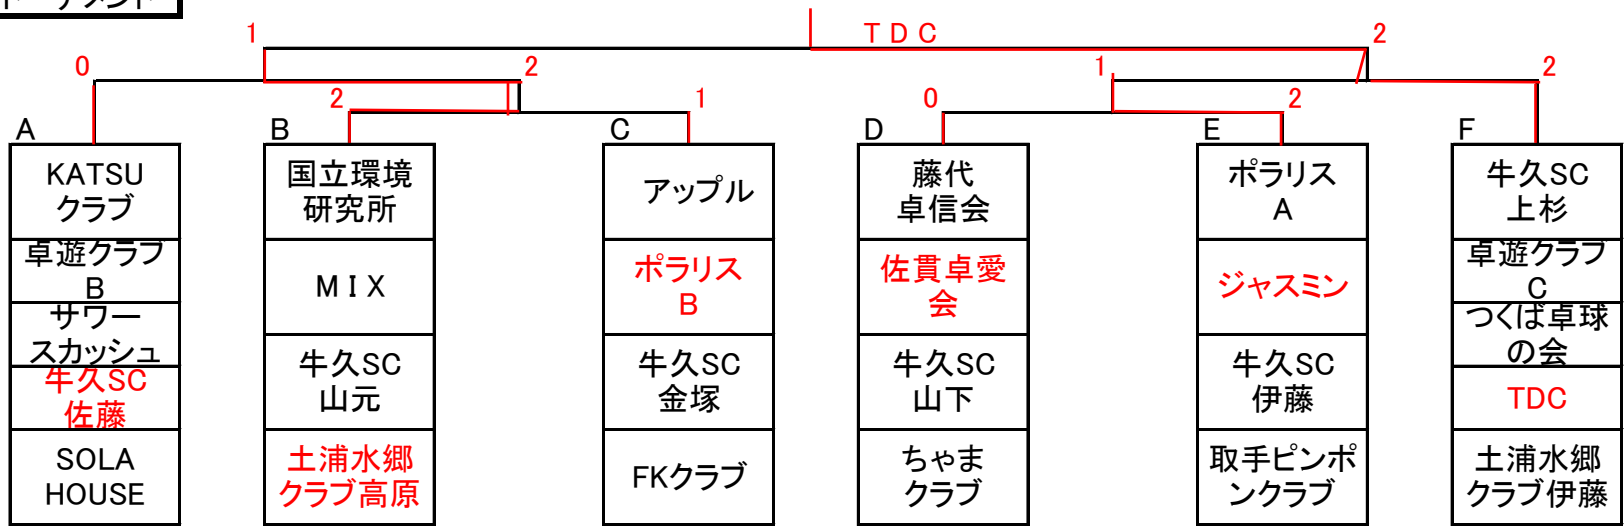 トーナメント
1
TDC
2
0
2
1
2
2
1
0
2
A
B
C
D
E
F
KATSU
クラブ
卓遊クラブ
B
サワー
スカッシュ
牛久SC
佐藤
SOLA
HOUSE
国立環境
研究所
MIX
牛久SC
山元
土浦水郷
クラブ高原
アップル
ポラリス
B
牛久SC
金塚
FKクラブ
藤代
卓信会
佐貫卓愛
会
牛久SC
山下
ちゃま
クラブ
ポラリス
A
ジャスミン
牛久SC
伊藤
取手ピンポ
ンクラブ
牛久SC
上杉
卓遊クラブ
C
つくば卓球
の会
TDC
土浦水郷
クラブ伊藤